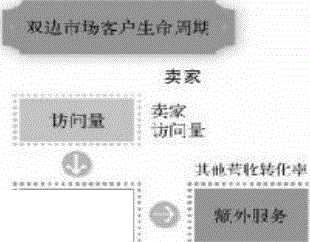 双边市场客户生命周期
卖家
访问量
卖家
访问量
其他营收转化率
额外服务